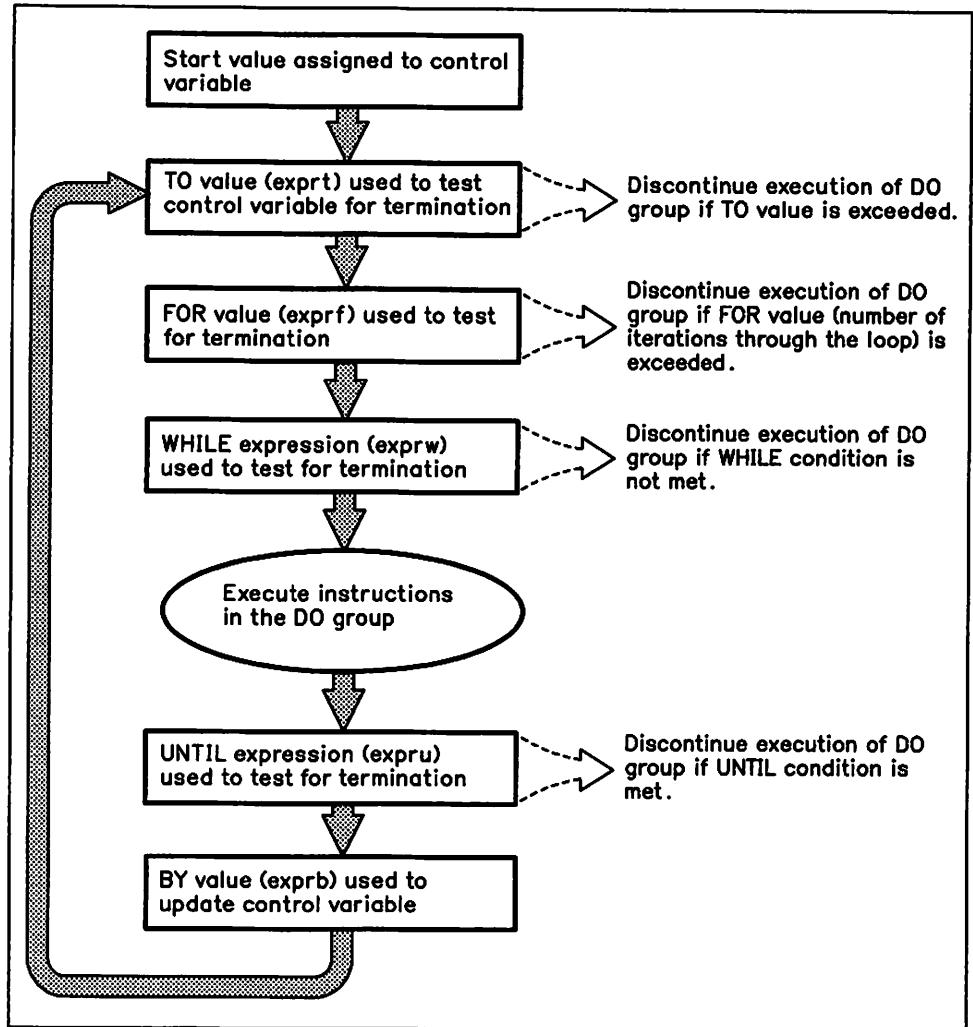 Start value assigned to control
variable
TO value (exprt) used to test
control variable for termination
Discontinue execution of DO
group if TO value is exceeded.
FOR value (exprf) used to test
for termination
Discontinue execution of DO
group if FOR value (number of
iterations through the loop) is
exceeded.
WHILE expression (exprw)
used to test for termination
Discontinue execution of DO
group if WHILE condition is
not met.
Execute instructions
in the DO group
UNTIL expression (expru)
used to test for termination
Discontinue execution of DO
group if UNTIL condition is
met.
BY value (exprb) used to
update control variable